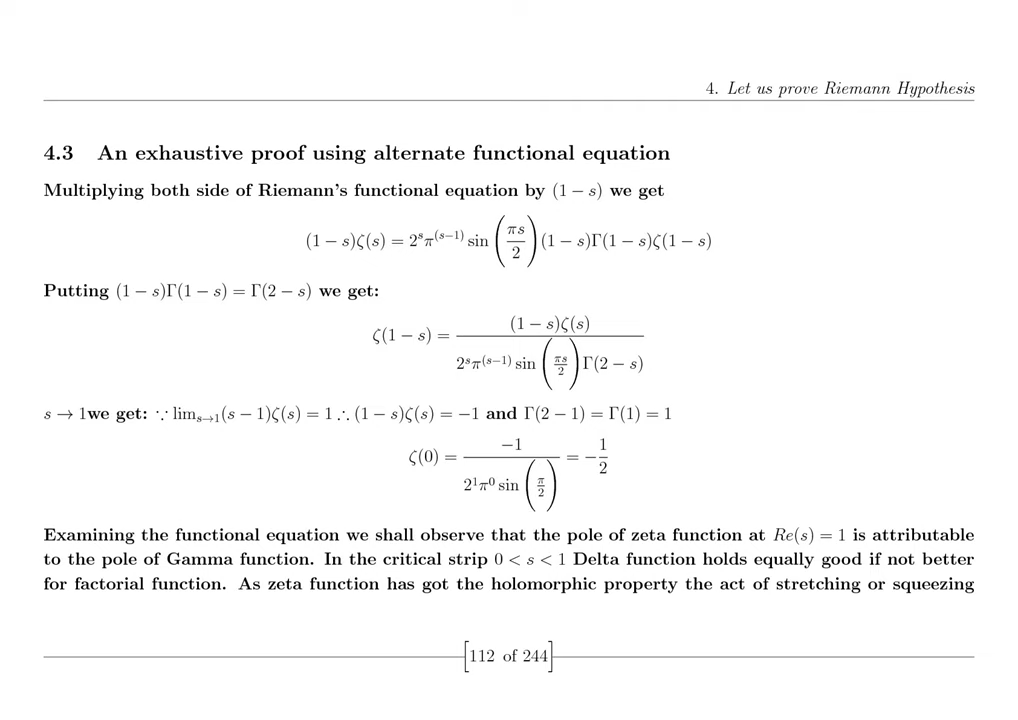 4. Let us prove Riemann Hypothesis
4.3 An exhaustive proof using alternate functional equation
Multiplying both side of Riemann's functional equation by (1 − s) we get
(1 − s)ζ(s) = 2^s π^(s−1) sin(πs/2)(1 − s)Γ(1 − s)ζ(1 − s)
Putting (1 − s)Γ(1 − s) = Γ(2 − s) we get:
ζ(1 − s) = (1 − s)ζ(s) / 2^s π^(s−1) sin(πs/2)Γ(2 − s)
s → 1we get: ∵ lim_{s→1}(s − 1)ζ(s) = 1 ∴ (1 − s)ζ(s) = −1 and Γ(2 − 1) = Γ(1) = 1
ζ(0) = −1 / 2^1 π^0 sin(π/2) = −1/2
Examining the functional equation we shall observe that the pole of zeta function at Re(s) = 1 is attributable
to the pole of Gamma function. In the critical strip 0 < s < 1 Delta function holds equally good if not better
for factorial function. As zeta function has got the holomorphic property the act of stretching or squeezing
[112 of 244]